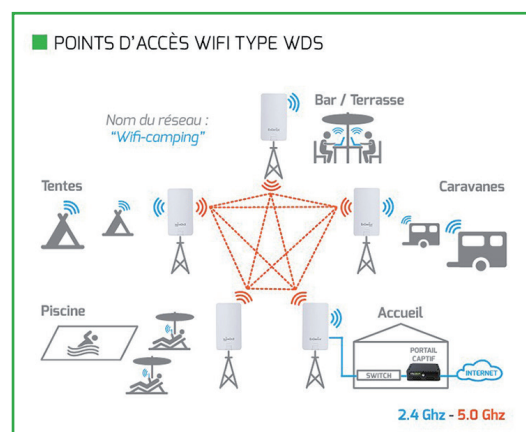 POINTS D'ACCÈS WIFI TYPE WDS
Nom du réseau :
"Wifi-camping"
Bar / Terrasse
Tentes
Caravanes
Piscine
Accueil
PORTAIL
CAPTIF
SWITCH
INTERNET
2.4 Ghz - 5.0 Ghz